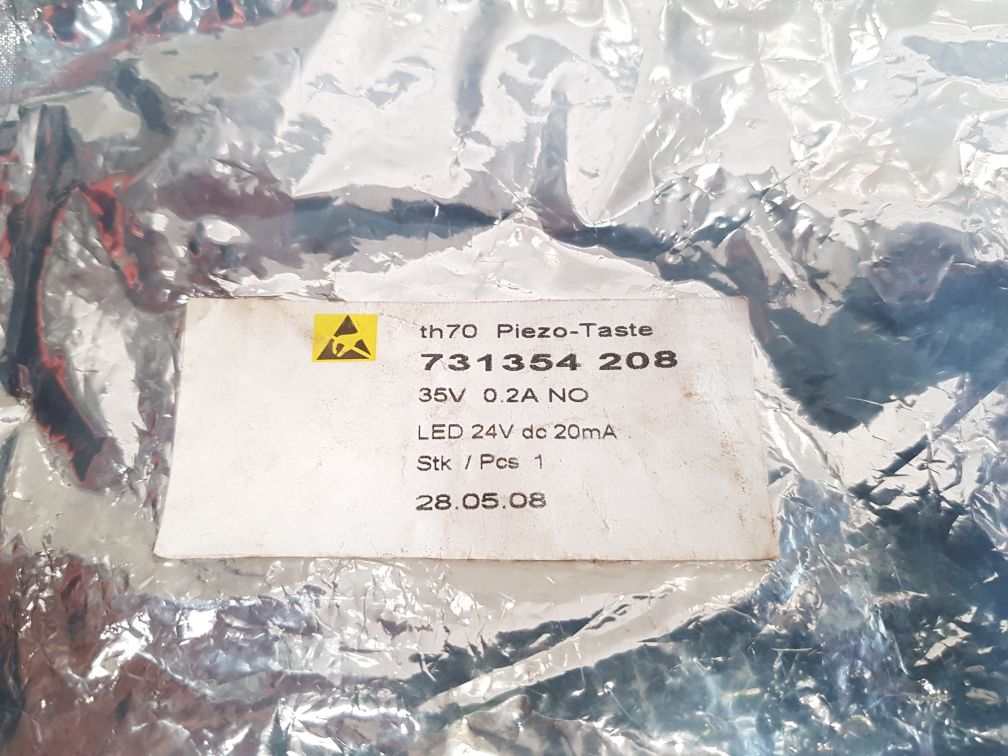 th70 Piezo-Taste
731354 208
35V 0.2A NO
LED 24V dc 20mA
Stk / Pcs 1
28.05.08